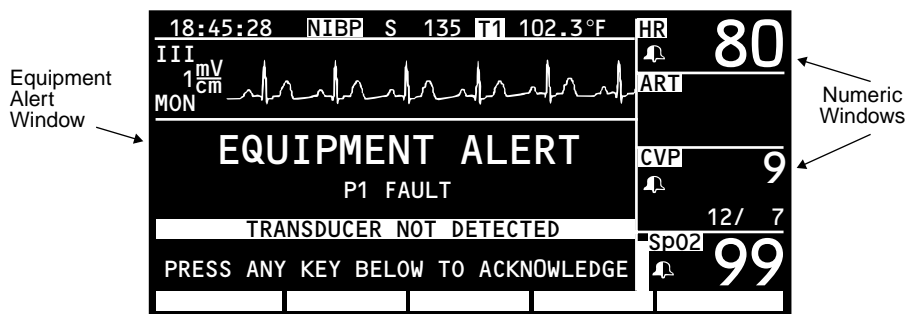 18:45:28 NIBP S 135 T1 102.3°F HR 80
III
1 mV/cm
MON
ART
Equipment
Alert
Window
Numeric
Windows
EQUIPMENT ALERT
P1 FAULT
CVP 9
12/ 7
TRANSDUCER NOT DETECTED
SpO2 99
PRESS ANY KEY BELOW TO ACKNOWLEDGE